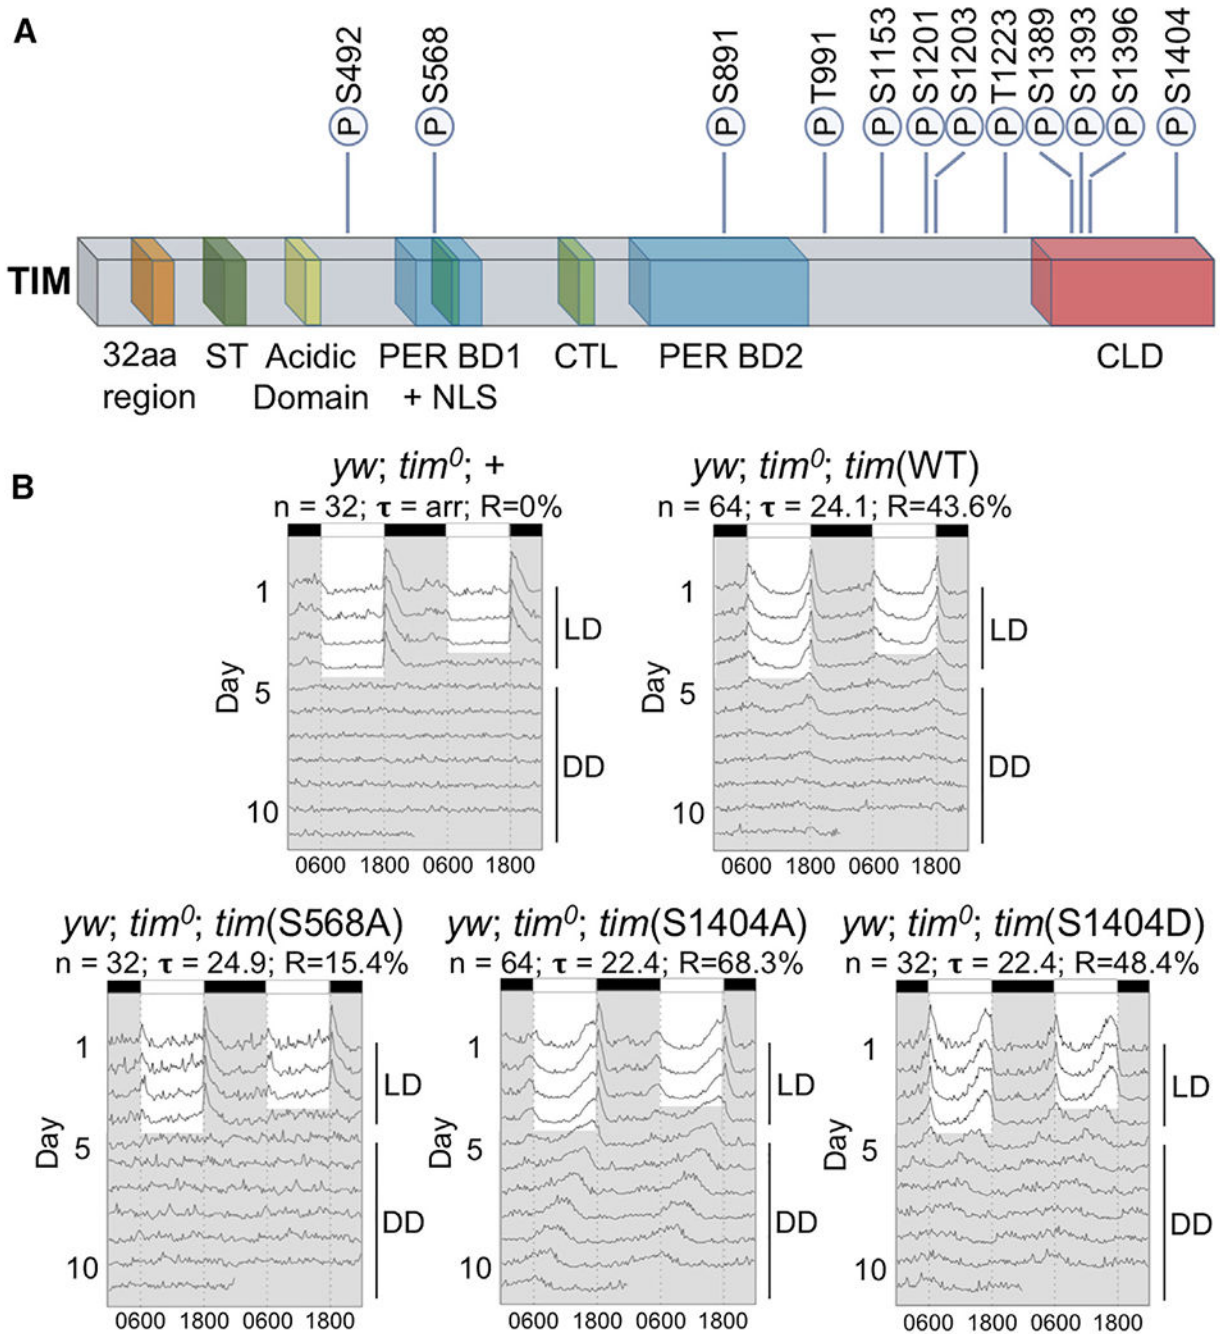 A
P S492
P S568
P S891
P T991
P S1153
P S1201
P S1203
P T1223
P S1389
P S1393
P S1396
P S1404
TIM
32aa region
ST
Acidic Domain
PER BD1 + NLS
CTL
PER BD2
CLD
B
yw; tim⁰; +
n = 32; τ = arr; R=0%
1
5
10
Day
LD
DD
0600 1800 0600 1800
yw; tim⁰; tim(WT)
n = 64; τ = 24.1; R=43.6%
1
5
10
Day
LD
DD
0600 1800 0600 1800
yw; tim⁰; tim(S568A)
n = 32; τ = 24.9; R=15.4%
1
5
10
Day
LD
DD
0600 1800 0600 1800
yw; tim⁰; tim(S1404A)
n = 64; τ = 22.4; R=68.3%
1
5
10
Day
LD
DD
0600 1800 0600 1800
yw; tim⁰; tim(S1404D)
n = 32; τ = 22.4; R=48.4%
1
5
10
Day
LD
DD
0600 1800 0600 1800